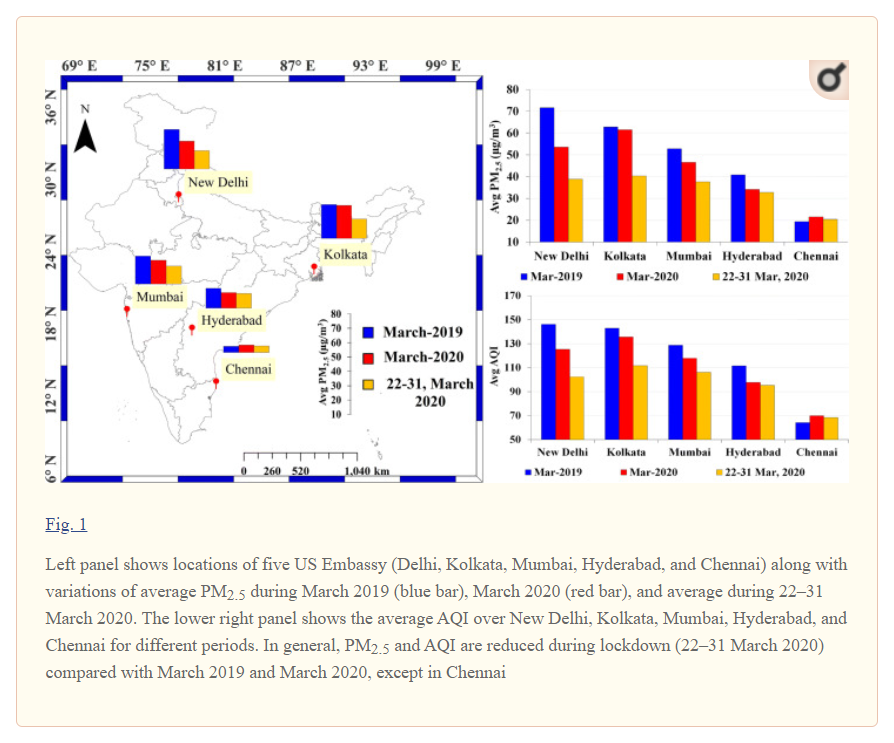 69° E 75° E 81° E 87° E 93° E 99° E
36° N
30° N
24° N
18° N
12° N
6° N
N
New Delhi
Kolkata
Mumbai
Hyderabad
Chennai
Avg PM2.5 (µg/m³)
80
70
60
50
40
30
20
10
March-2019
March-2020
22-31, March
2020
0 260 520 1,040 km
Avg PM2.5 (µg/m³)
80
70
60
50
40
30
20
10
New Delhi Kolkata Mumbai Hyderabad Chennai
Mar-2019 Mar-2020 22-31 Mar, 2020
Avg AQI
170
150
130
110
90
70
50
New Delhi Kolkata Mumbai Hyderabad Chennai
Mar-2019 Mar-2020 22-31 Mar, 2020
Fig. 1
Left panel shows locations of five US Embassy (Delhi, Kolkata, Mumbai, Hyderabad, and Chennai) along with
variations of average PM2.5 during March 2019 (blue bar), March 2020 (red bar), and average during 22–31
March 2020. The lower right panel shows the average AQI over New Delhi, Kolkata, Mumbai, Hyderabad, and
Chennai for different periods. In general, PM2.5 and AQI are reduced during lockdown (22–31 March 2020)
compared with March 2019 and March 2020, except in Chennai